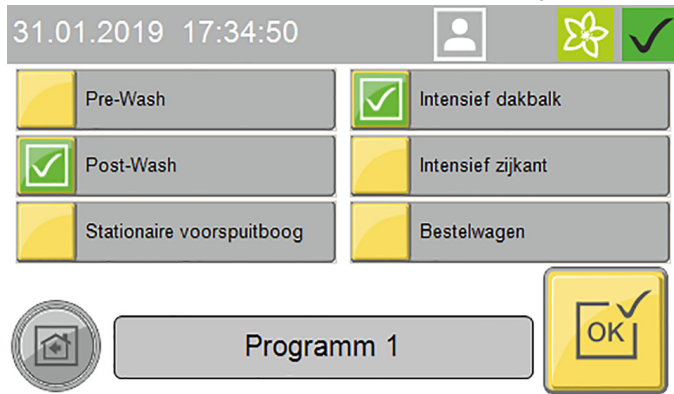 31.01.2019 17:34:50
Pre-Wash
Intensief dakbalk
Post-Wash
Intensief zijkant
Stationaire voorspuitboog
Bestelwagen
Programm 1
OK